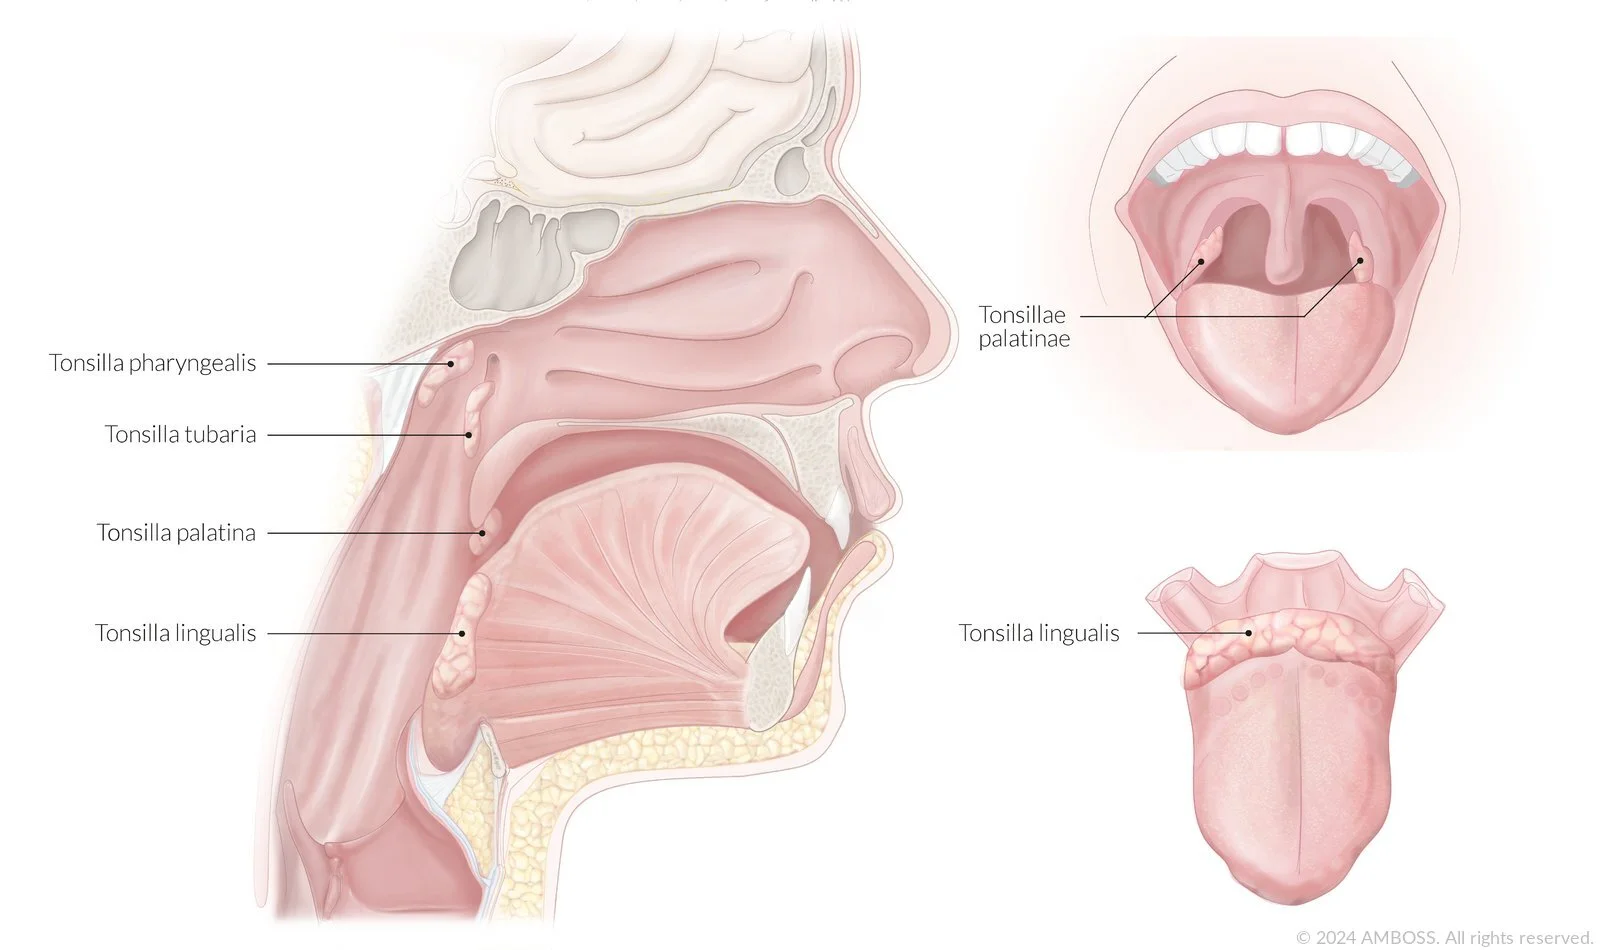 Tonsilla pharyngealis
Tonsilla tubaria
Tonsilla palatina
Tonsilla lingualis
Tonsillae
palatinae
Tonsilla lingualis
© 2024 AMBOSS. All rights reserved.